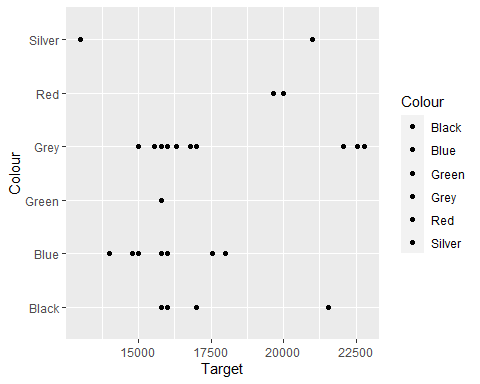 Colour
Silver
Red
Grey
Green
Blue
Black
15000 17500 20000 22500
Target
Colour
Black
Blue
Green
Grey
Red
Silver